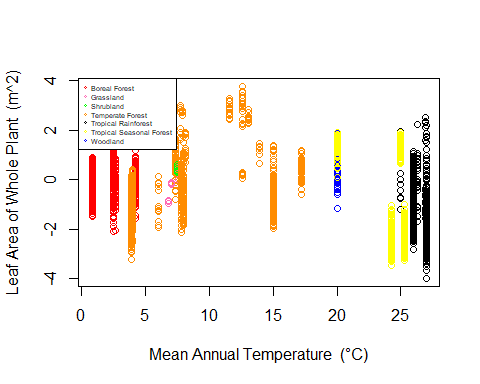 4
2
0
-2
-4
Leaf Area of Whole Plant (m^2)
Boreal Forest
Grassland
Shrubland
Temperate Forest
Tropical Rainforest
Tropical Seasonal Forest
Woodland
0 5 10 15 20 25
Mean Annual Temperature (°C)